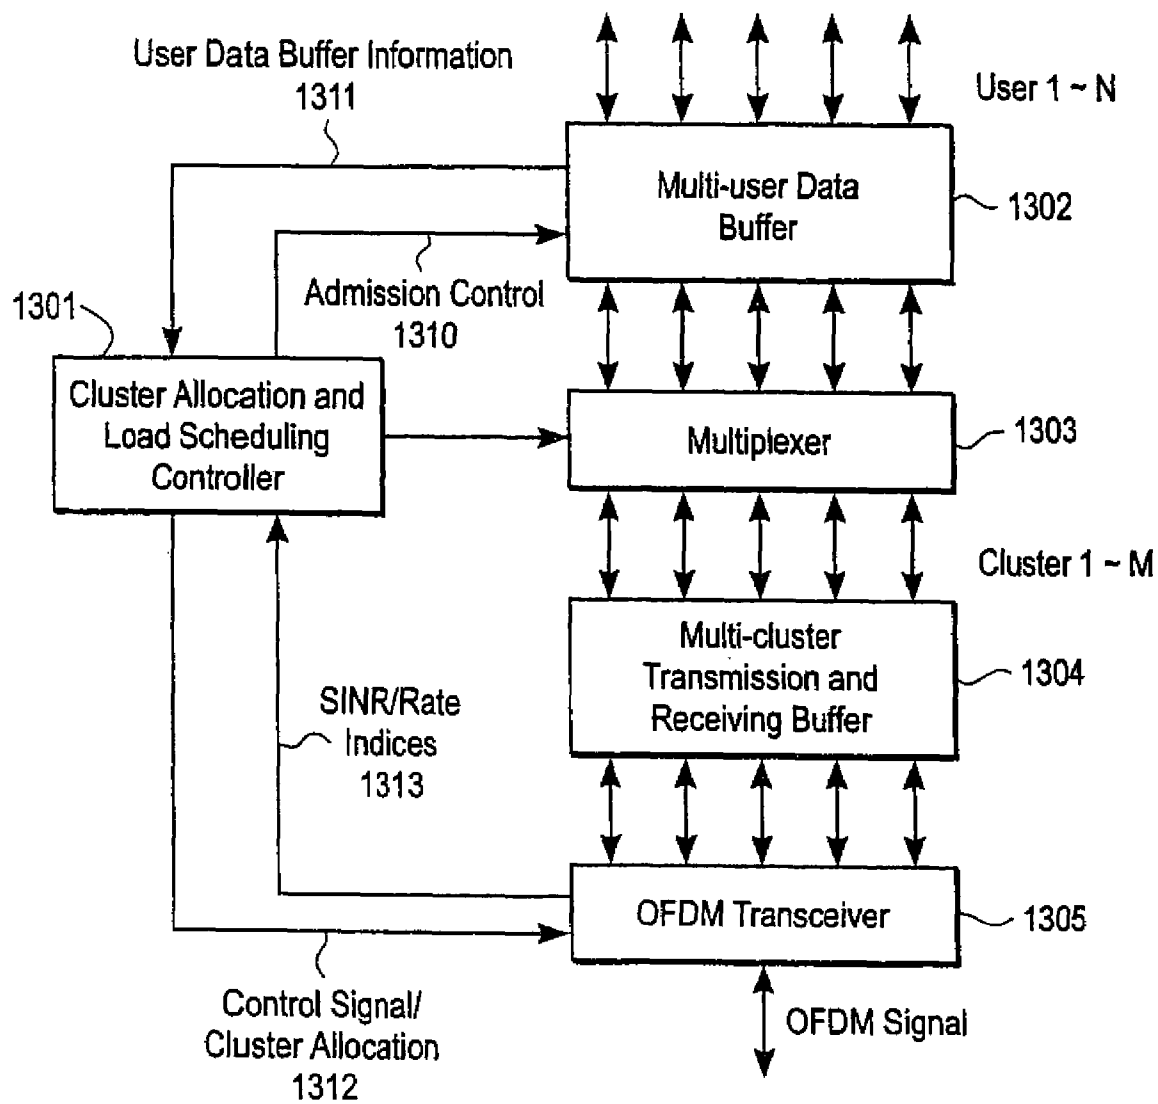 User Data Buffer Information
1311
User 1 ~ N
Multi-user Data
Buffer
1302
Admission Control
1310
1301
Cluster Allocation and
Load Scheduling
Controller
Multiplexer
1303
Cluster 1 ~ M
Multi-cluster
Transmission and
Receiving Buffer
1304
SINR/Rate
Indices
1313
OFDM Transceiver
1305
Control Signal/
Cluster Allocation
1312
OFDM Signal